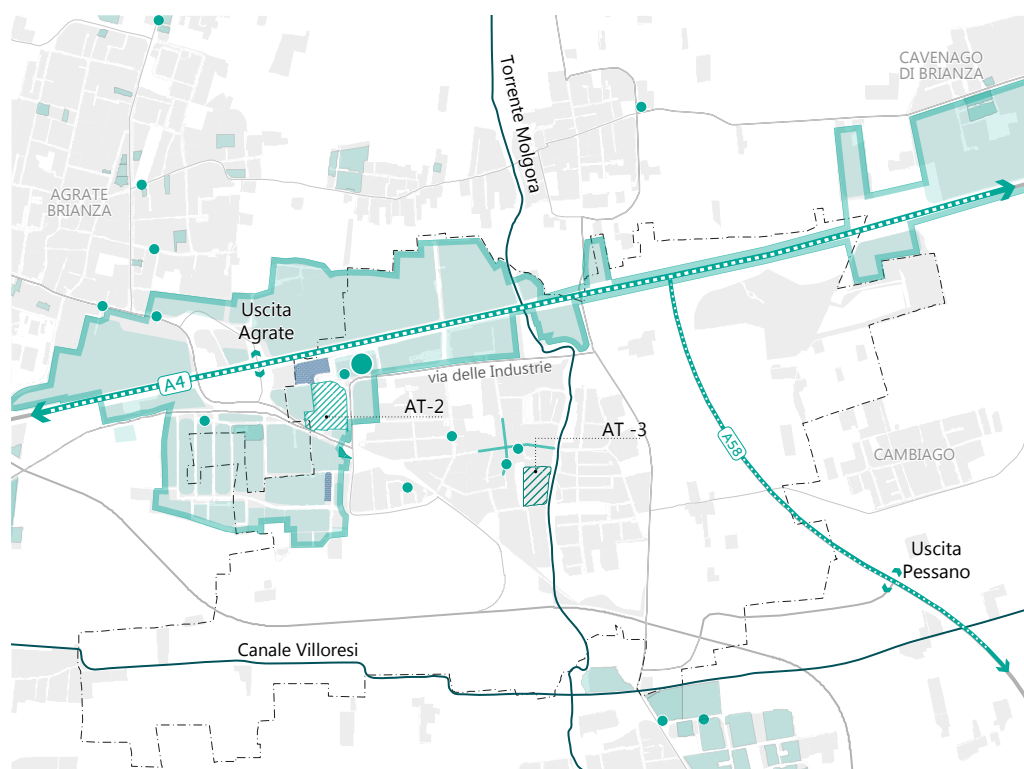 CAVENAGO
DI BRIANZA
Torrente Molgora
AGRATE
BRIANZA
Uscita
Agrate
via delle Industrie
A4
AT-2
AT -3
A58
CAMBIAGO
Uscita
Pessano
Canale Villoresi